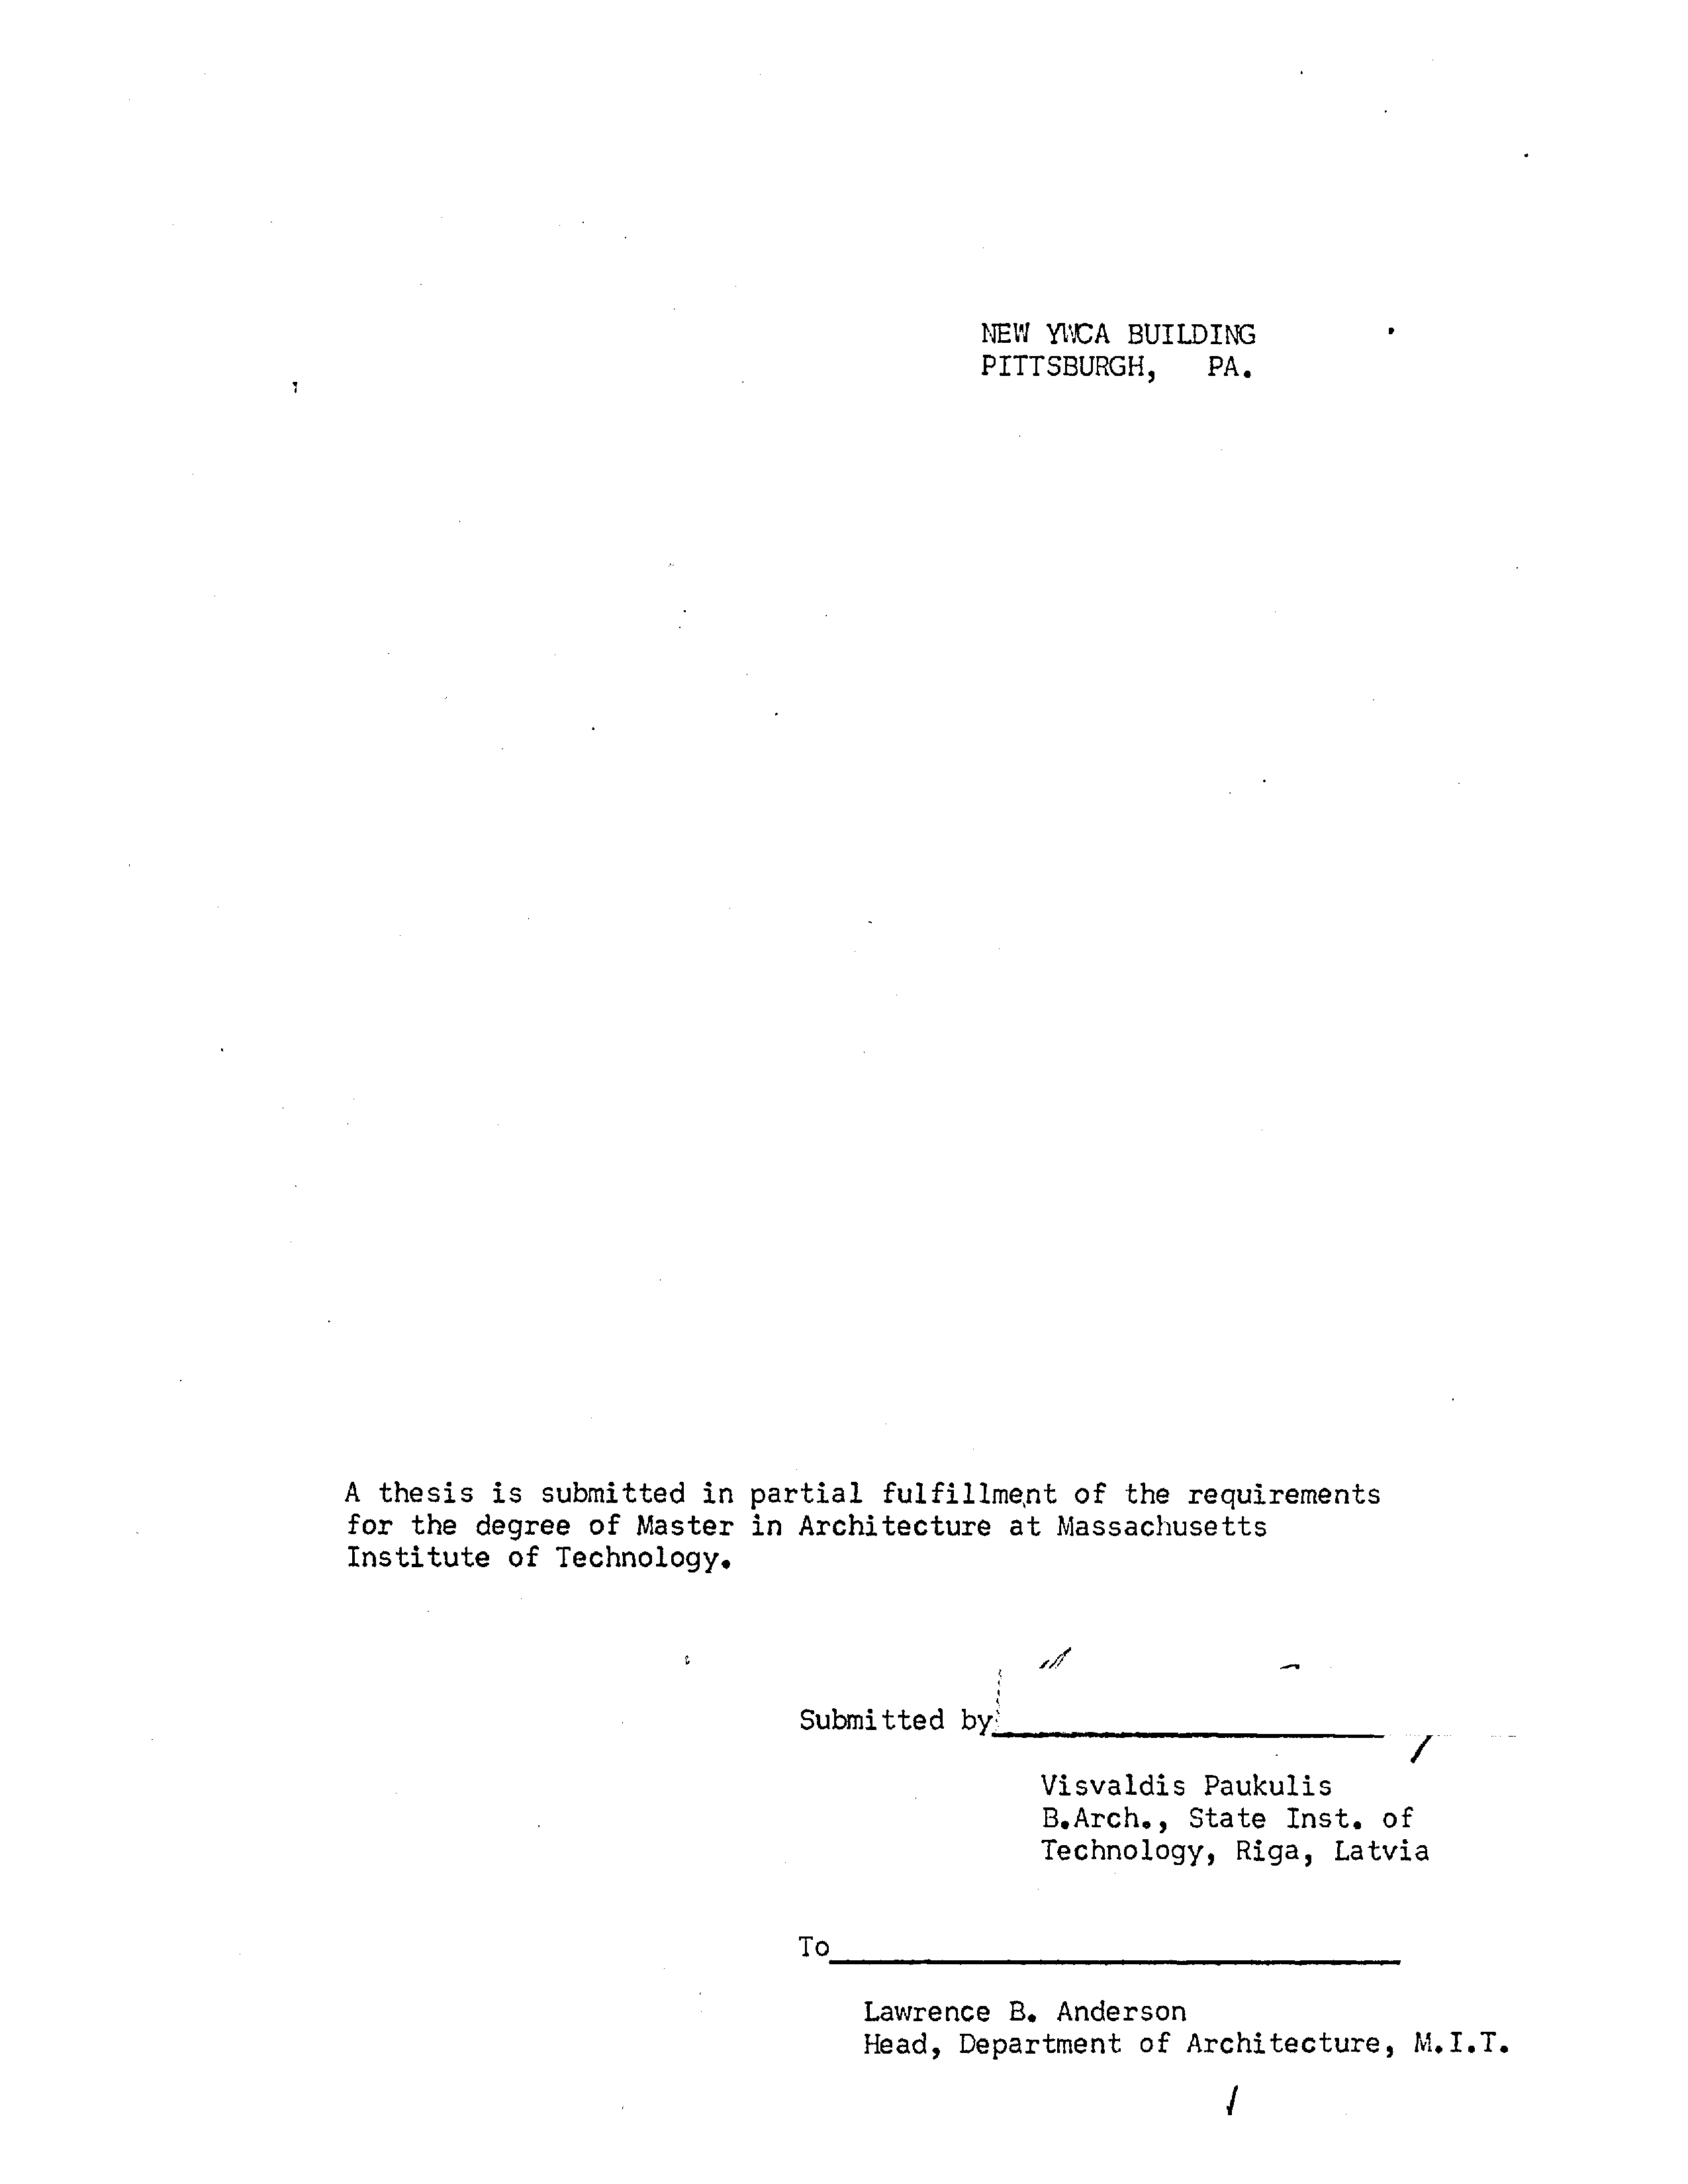 NEW YWCA BUILDING
PITTSBURGH, PA.
A thesis is submitted in partial fulfillment of the requirements
for the degree of Master in Architecture at Massachusetts
Institute of Technology.
Submitted by
Visvaldis Paukulis
B.Arch., State Inst. of
Technology, Riga, Latvia
To
Lawrence B. Anderson
Head, Department of Architecture, M.I.T.